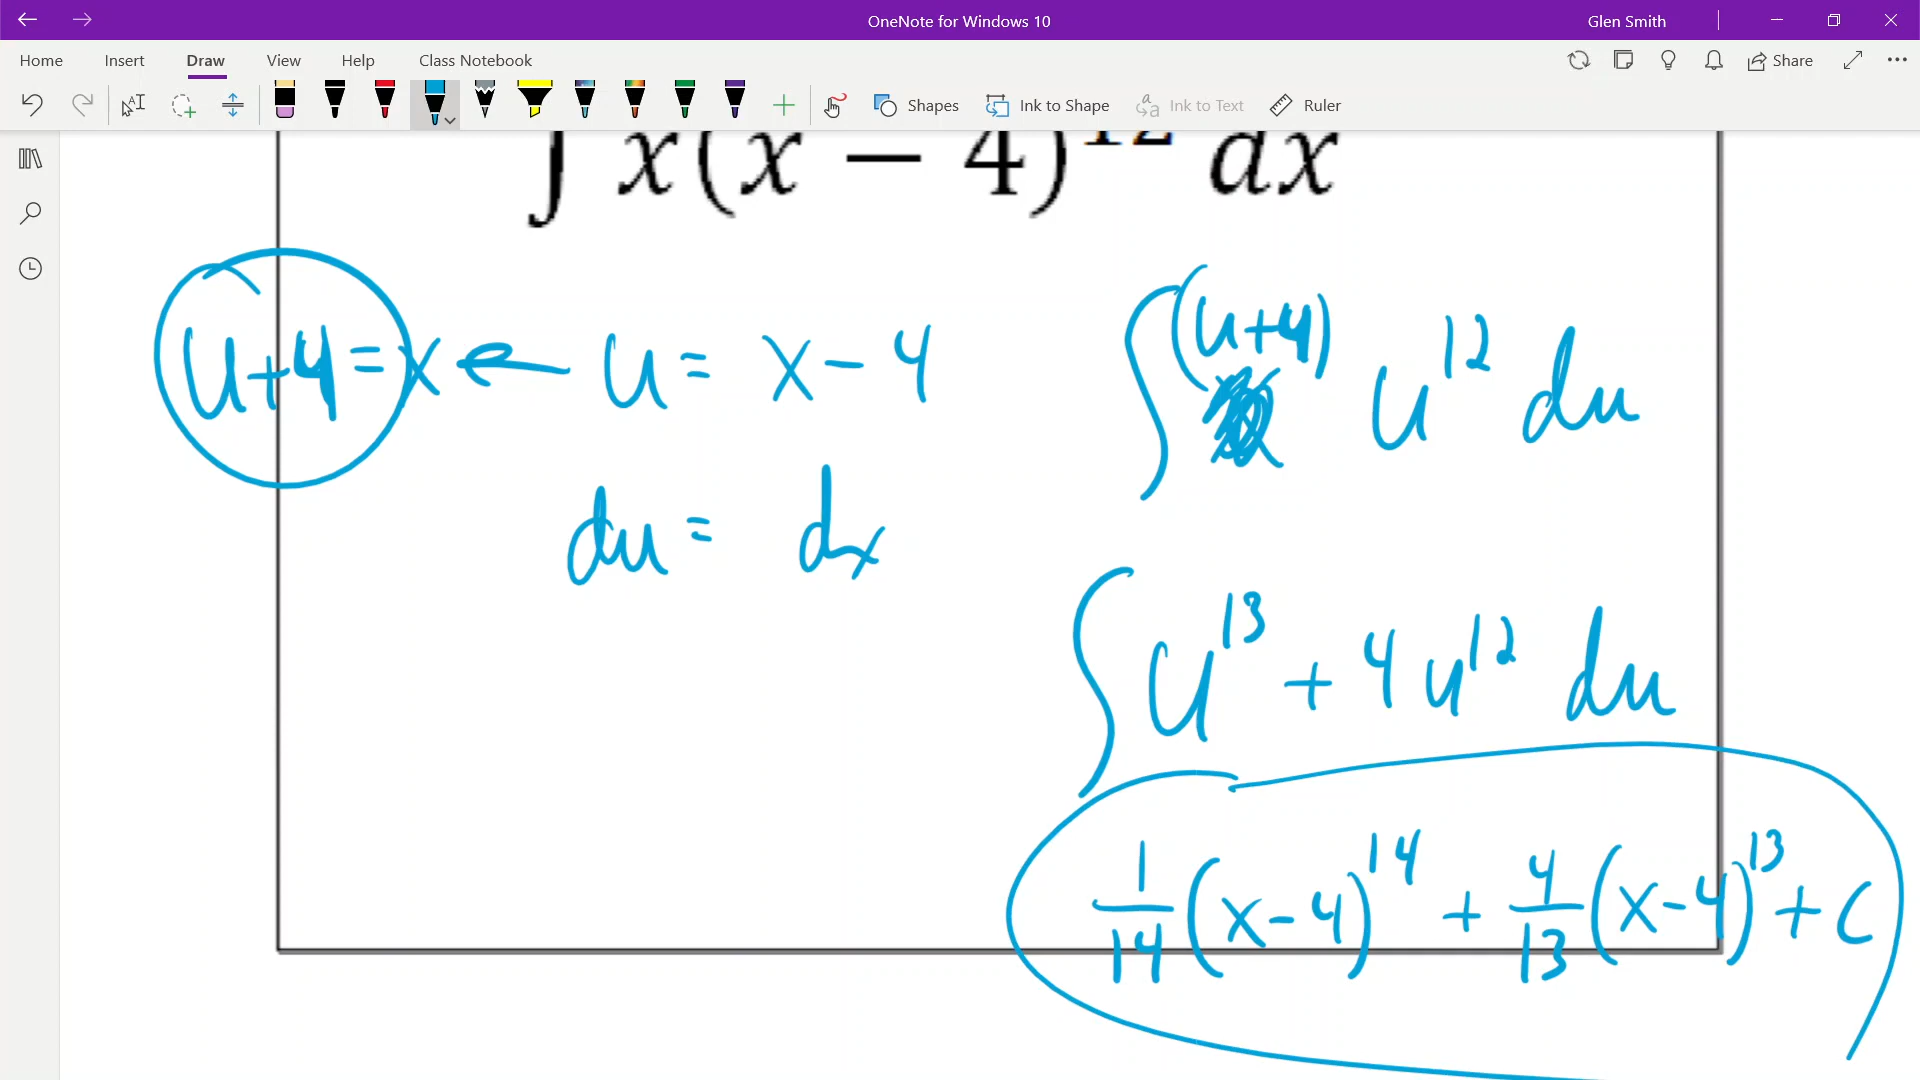 OneNote for Windows 10
Glen Smith
Home Insert Draw View Help Class Notebook
Share
Shapes Ink to Shape Ink to Text Ruler
∫ x(x − 4)¹² dx
u+4=x ← u= x-4
∫(u+4) u¹² du
du= dx
∫ u¹³ + 4u¹² du
1/14 (x-4)¹⁴ + 4/13 (x-4)¹³ + c